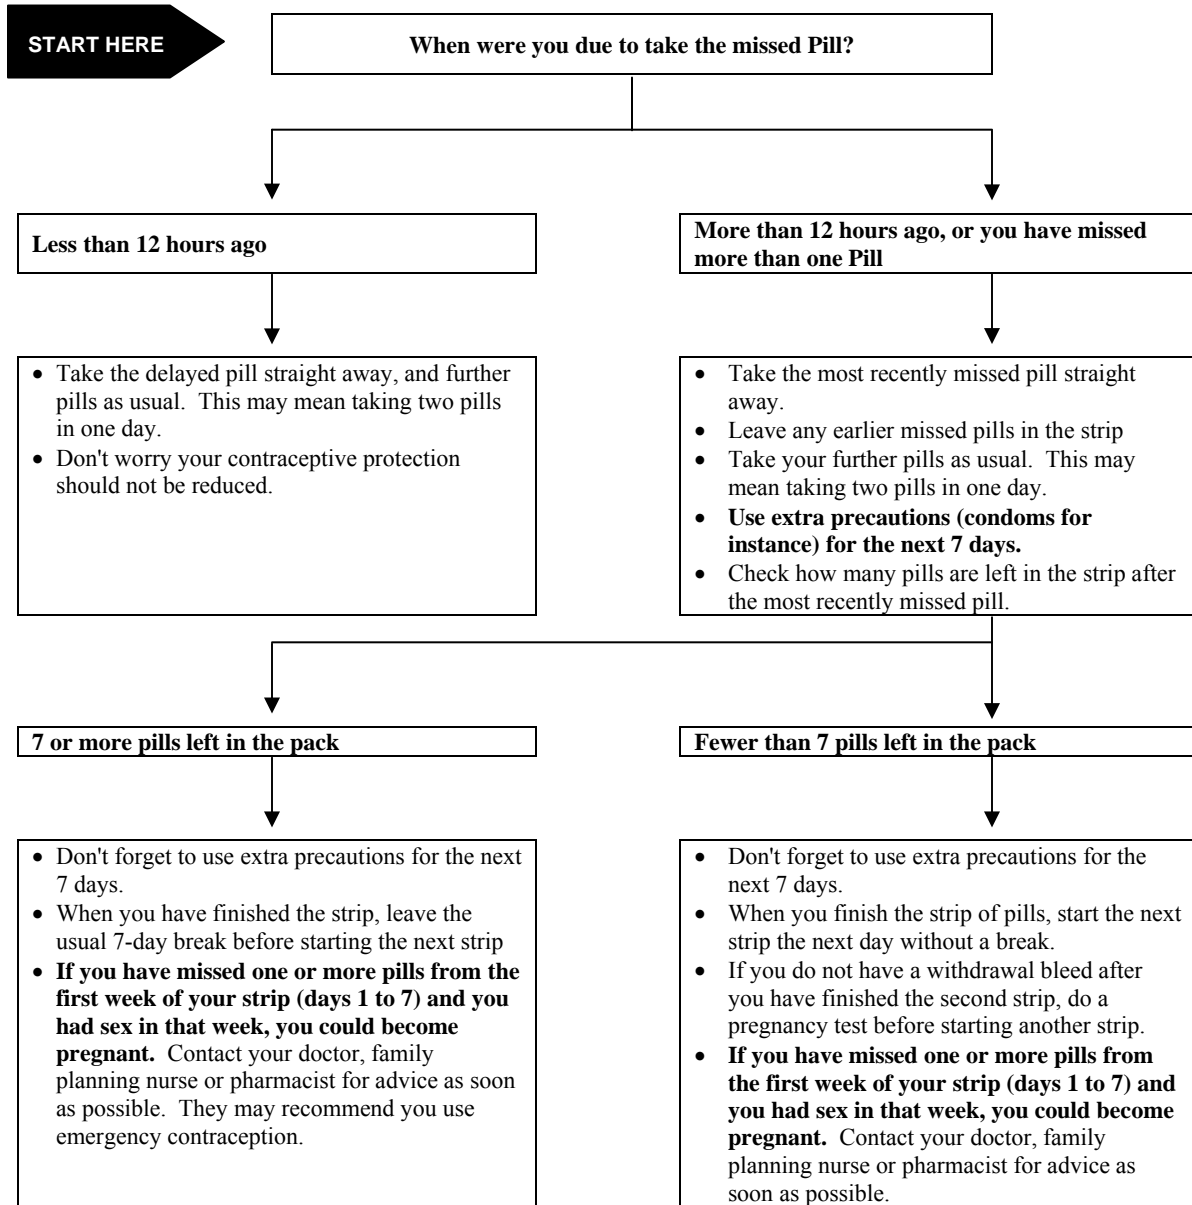 START HERE
When were you due to take the missed Pill?
Less than 12 hours ago
More than 12 hours ago, or you have missed
more than one Pill
• Take the delayed pill straight away, and further
pills as usual. This may mean taking two pills
in one day.
• Don't worry your contraceptive protection
should not be reduced.
• Take the most recently missed pill straight
away.
• Leave any earlier missed pills in the strip
• Take your further pills as usual. This may
mean taking two pills in one day.
• Use extra precautions (condoms for
instance) for the next 7 days.
• Check how many pills are left in the strip after
the most recently missed pill.
7 or more pills left in the pack
Fewer than 7 pills left in the pack
• Don't forget to use extra precautions for the next
7 days.
• When you have finished the strip, leave the
usual 7-day break before starting the next strip
• If you have missed one or more pills from the
first week of your strip (days 1 to 7) and you
had sex in that week, you could become
pregnant. Contact your doctor, family
planning nurse or pharmacist for advice as soon
as possible. They may recommend you use
emergency contraception.
• Don't forget to use extra precautions for the
next 7 days.
• When you finish the strip of pills, start the next
strip the next day without a break.
• If you do not have a withdrawal bleed after
you have finished the second strip, do a
pregnancy test before starting another strip.
• If you have missed one or more pills from
the first week of your strip (days 1 to 7) and
you had sex in that week, you could become
pregnant. Contact your doctor, family
planning nurse or pharmacist for advice as
soon as possible.